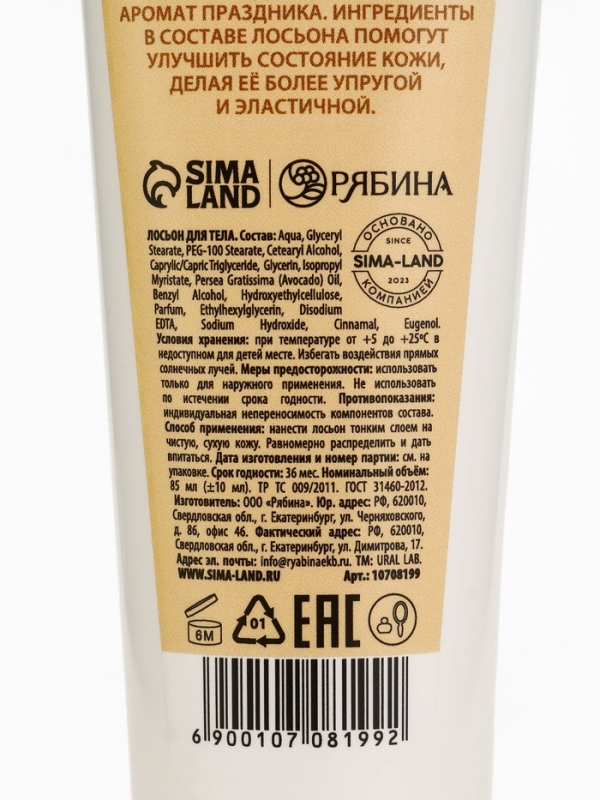 АРОМАТ ПРАЗДНИКА. ИНГРЕДИЕНТЫ
В СОСТАВЕ ЛОСЬОНА ПОМОГУТ
УЛУЧШИТЬ СОСТОЯНИЕ КОЖИ,
ДЕЛАЯ ЕЁ БОЛЕЕ УПРУГОЙ
И ЭЛАСТИЧНОЙ.
SIMA
LAND
РЯБИНА
ОСНОВАНО
SINCE
SIMA-LAND
2023
КОМПАНИЕЙ
ЛОСЬОН ДЛЯ ТЕЛА. Состав: Aqua, Glyceryl
Stearate, PEG-100 Stearate, Cetearyl Alcohol,
Caprylic/Capric Triglyceride, Glycerin, Isopropyl
Myristate, Persea Gratissima (Avocado) Oil,
Benzyl Alcohol, Hydroxyethylcellulose,
Parfum, Ethylhexylglycerin, Disodium
EDTA, Sodium Hydroxide, Cinnamal, Eugenol.
Условия хранения: при температуре от +5 до +25ºС в
недоступном для детей месте. Избегать воздействия прямых
солнечных лучей. Меры предосторожности: использовать
только для наружного применения. Не использовать
по истечении срока годности. Противопоказания:
индивидуальная непереносимость компонентов состава.
Способ применения: нанести лосьон тонким слоем на
чистую, сухую кожу. Равномерно распределить и дать
впитаться. Дата изготовления и номер партии: см. на
упаковке. Срок годности: 36 мес. Номинальный объём:
85 мл (±10 мл). ТР ТС 009/2011. ГОСТ 31460-2012.
Изготовитель: ООО «Рябина». Юр. адрес: РФ, 620010,
Свердловская обл., г. Екатеринбург, ул. Черняховского,
д. 86, офис 46. Фактический адрес: РФ, 620010,
Свердловская обл., г. Екатеринбург, ул. Димитрова, 17.
Адрес эл. почты: info@ryabinaekb.ru. TM: URAL LAB.
WWW.SIMA-LAND.RU Арт.: 10708199
6M
01
EAC
6 900107 081992